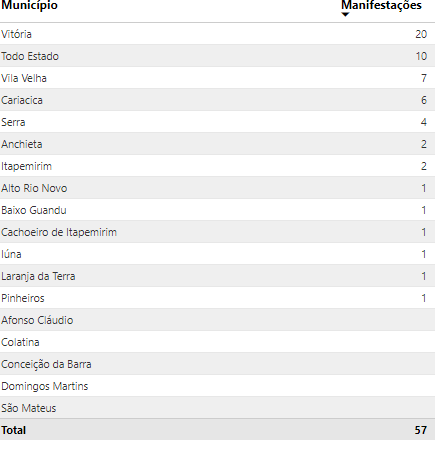 Município Manifestações
Vitória 20
Todo Estado 10
Vila Velha 7
Cariacica 6
Serra 4
Anchieta 2
Itapemirim 2
Alto Rio Novo 1
Baixo Guandu 1
Cachoeiro de Itapemirim 1
Iúna 1
Laranja da Terra 1
Pinheiros 1
Afonso Cláudio
Colatina
Conceição da Barra
Domingos Martins
São Mateus
Total 57